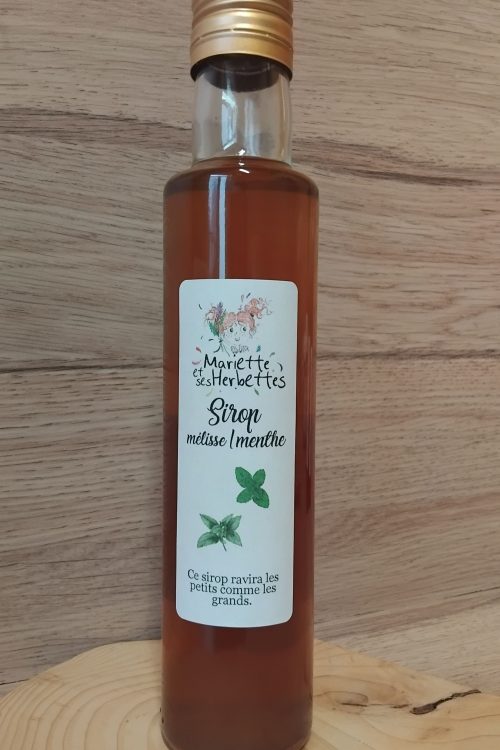 Mariette
et
ses Herbettes
Sirop
mélisse / menthe
Ce sirop ravira les
petits comme les
grands.